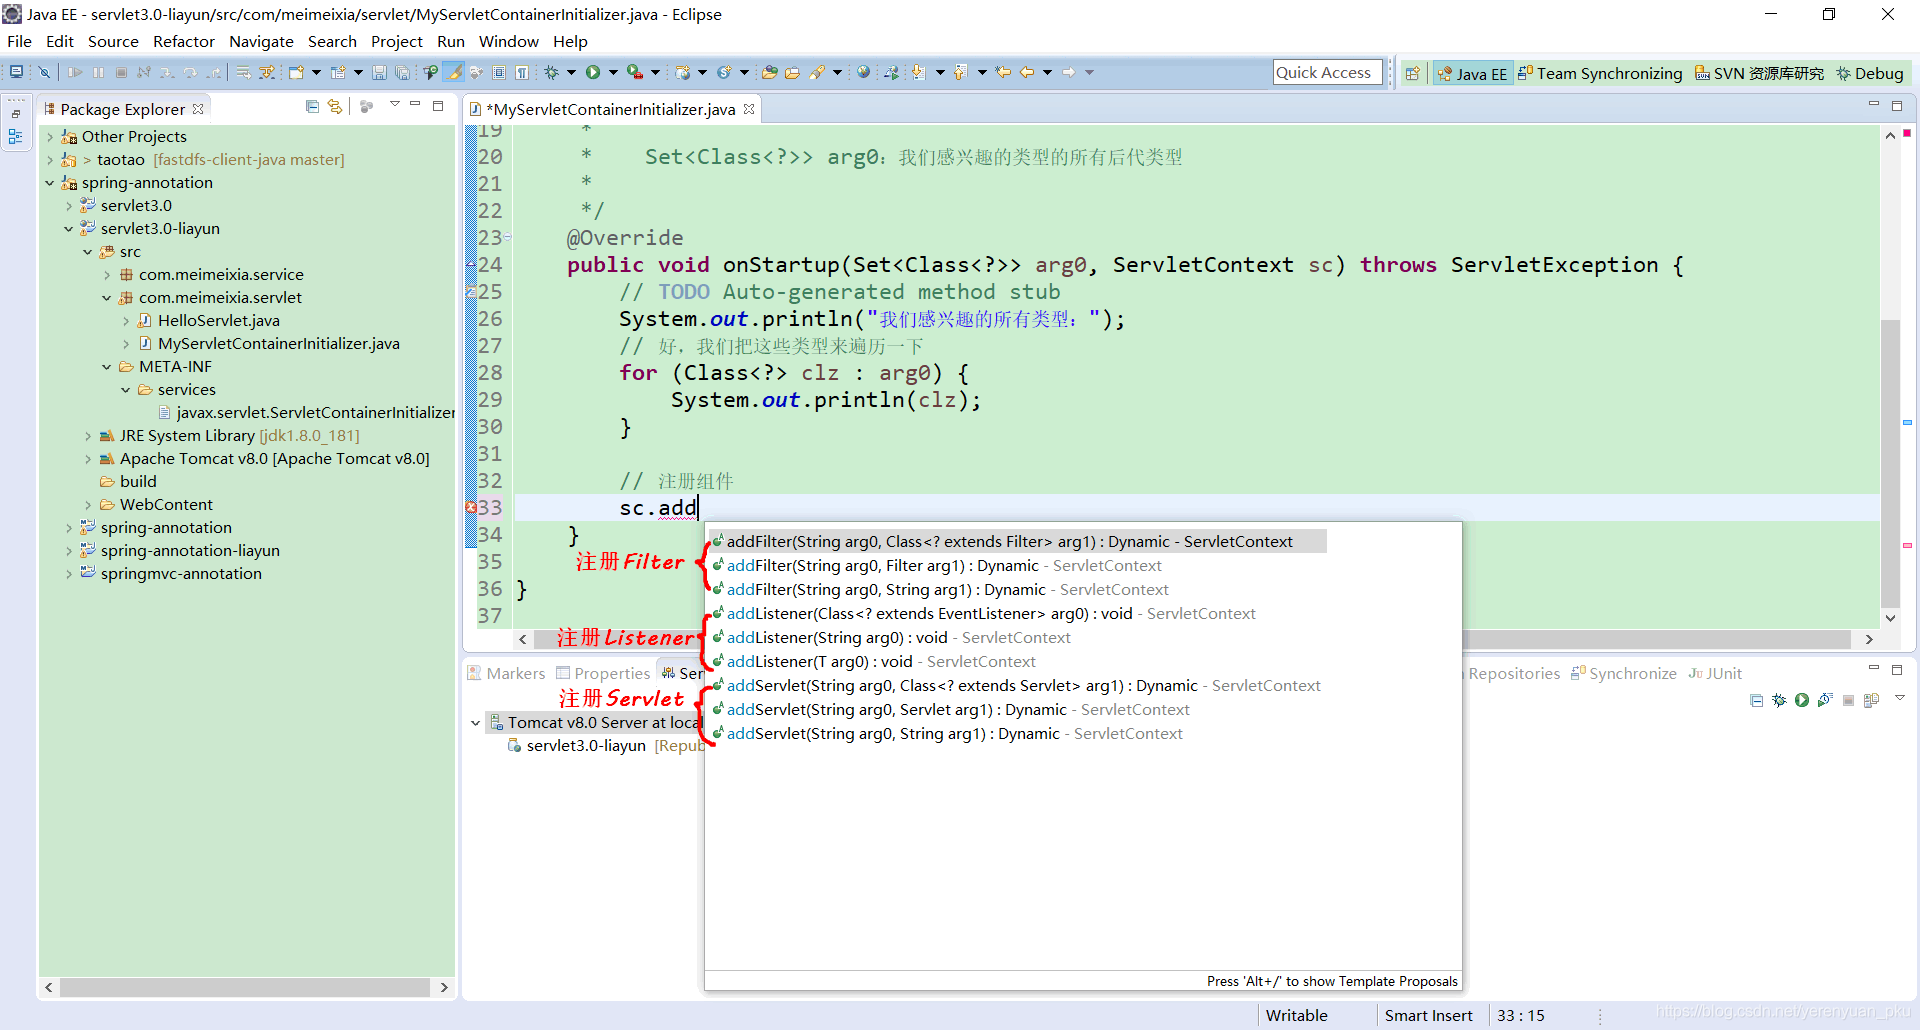 Java EE - servlet3.0-liayun/src/com/meimeixia/servlet/MyServletContainerInitializer.java - Eclipse
File Edit Source Refactor Navigate Search Project Run Window Help
Quick Access
Java EE
Team Synchronizing
SVN 资源库研究
Debug
Package Explorer
Other Projects
> taotao [fastdfs-client-java master]
spring-annotation
servlet3.0
servlet3.0-liayun
src
com.meimeixia.service
com.meimeixia.servlet
HelloServlet.java
MyServletContainerInitializer.java
META-INF
services
javax.servlet.ServletContainerInitializer
JRE System Library [jdk1.8.0_181]
Apache Tomcat v8.0 [Apache Tomcat v8.0]
build
WebContent
spring-annotation
spring-annotation-liayun
springmvc-annotation
*MyServletContainerInitializer.java
19 *
20 * Set<Class<?>> arg0：我们感兴趣的类型的所有后代类型
21 *
22 */
23 @Override
24 public void onStartup(Set<Class<?>> arg0, ServletContext sc) throws ServletException {
25 // TODO Auto-generated method stub
26 System.out.println("我们感兴趣的所有类型：");
27 // 好，我们把这些类型来遍历一下
28 for (Class<?> clz : arg0) {
29 System.out.println(clz);
30 }
31
32 // 注册组件
33 sc.add
34 }
35
36 }
37
注册Filter
注册Listener
注册Servlet
addFilter(String arg0, Class<? extends Filter> arg1) : Dynamic - ServletContext
addFilter(String arg0, Filter arg1) : Dynamic - ServletContext
addFilter(String arg0, String arg1) : Dynamic - ServletContext
addListener(Class<? extends EventListener> arg0) : void - ServletContext
addListener(String arg0) : void - ServletContext
addListener(T arg0) : void - ServletContext
addServlet(String arg0, Class<? extends Servlet> arg1) : Dynamic - ServletContext
addServlet(String arg0, Servlet arg1) : Dynamic - ServletContext
addServlet(String arg0, String arg1) : Dynamic - ServletContext
Press 'Alt+/' to show Template Proposals
Markers
Properties
Ser
Repositories
Synchronize
JUnit
Tomcat v8.0 Server at local
servlet3.0-liayun [Repub
Writable
Smart Insert
33 : 15
https://blog.csdn.net/yerenyuan_pku